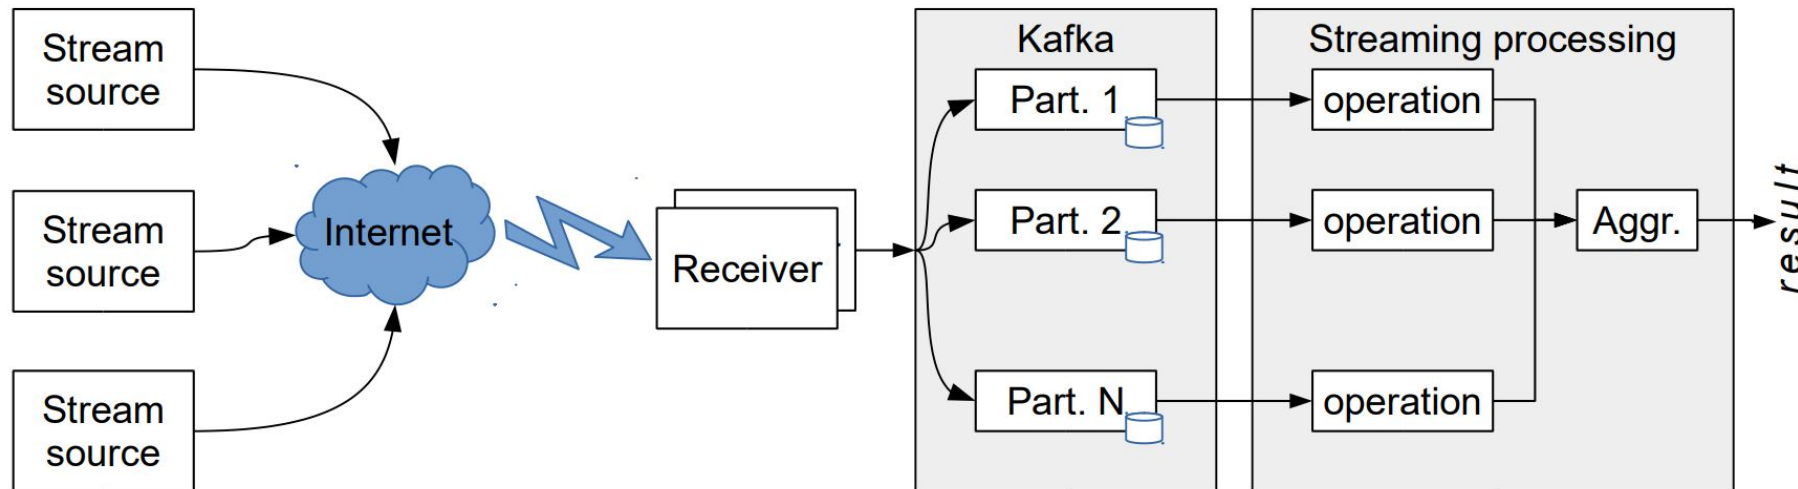 Stream
source
Stream
source
Stream
source
Internet
Receiver
Kafka
Part. 1
Part. 2
Part. N
Streaming processing
operation
operation
operation
Aggr.
result